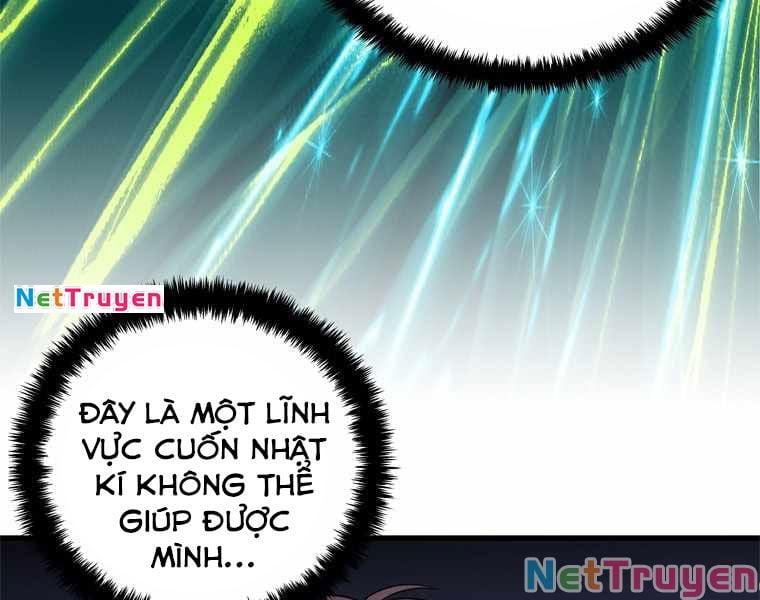 NetTruyen
ĐÂY LÀ MỘT LĨNH
VỰC CUỐN NHẬT
KÍ KHÔNG THỂ
GIÚP ĐƯỢC
MÌNH...
NetTruyen